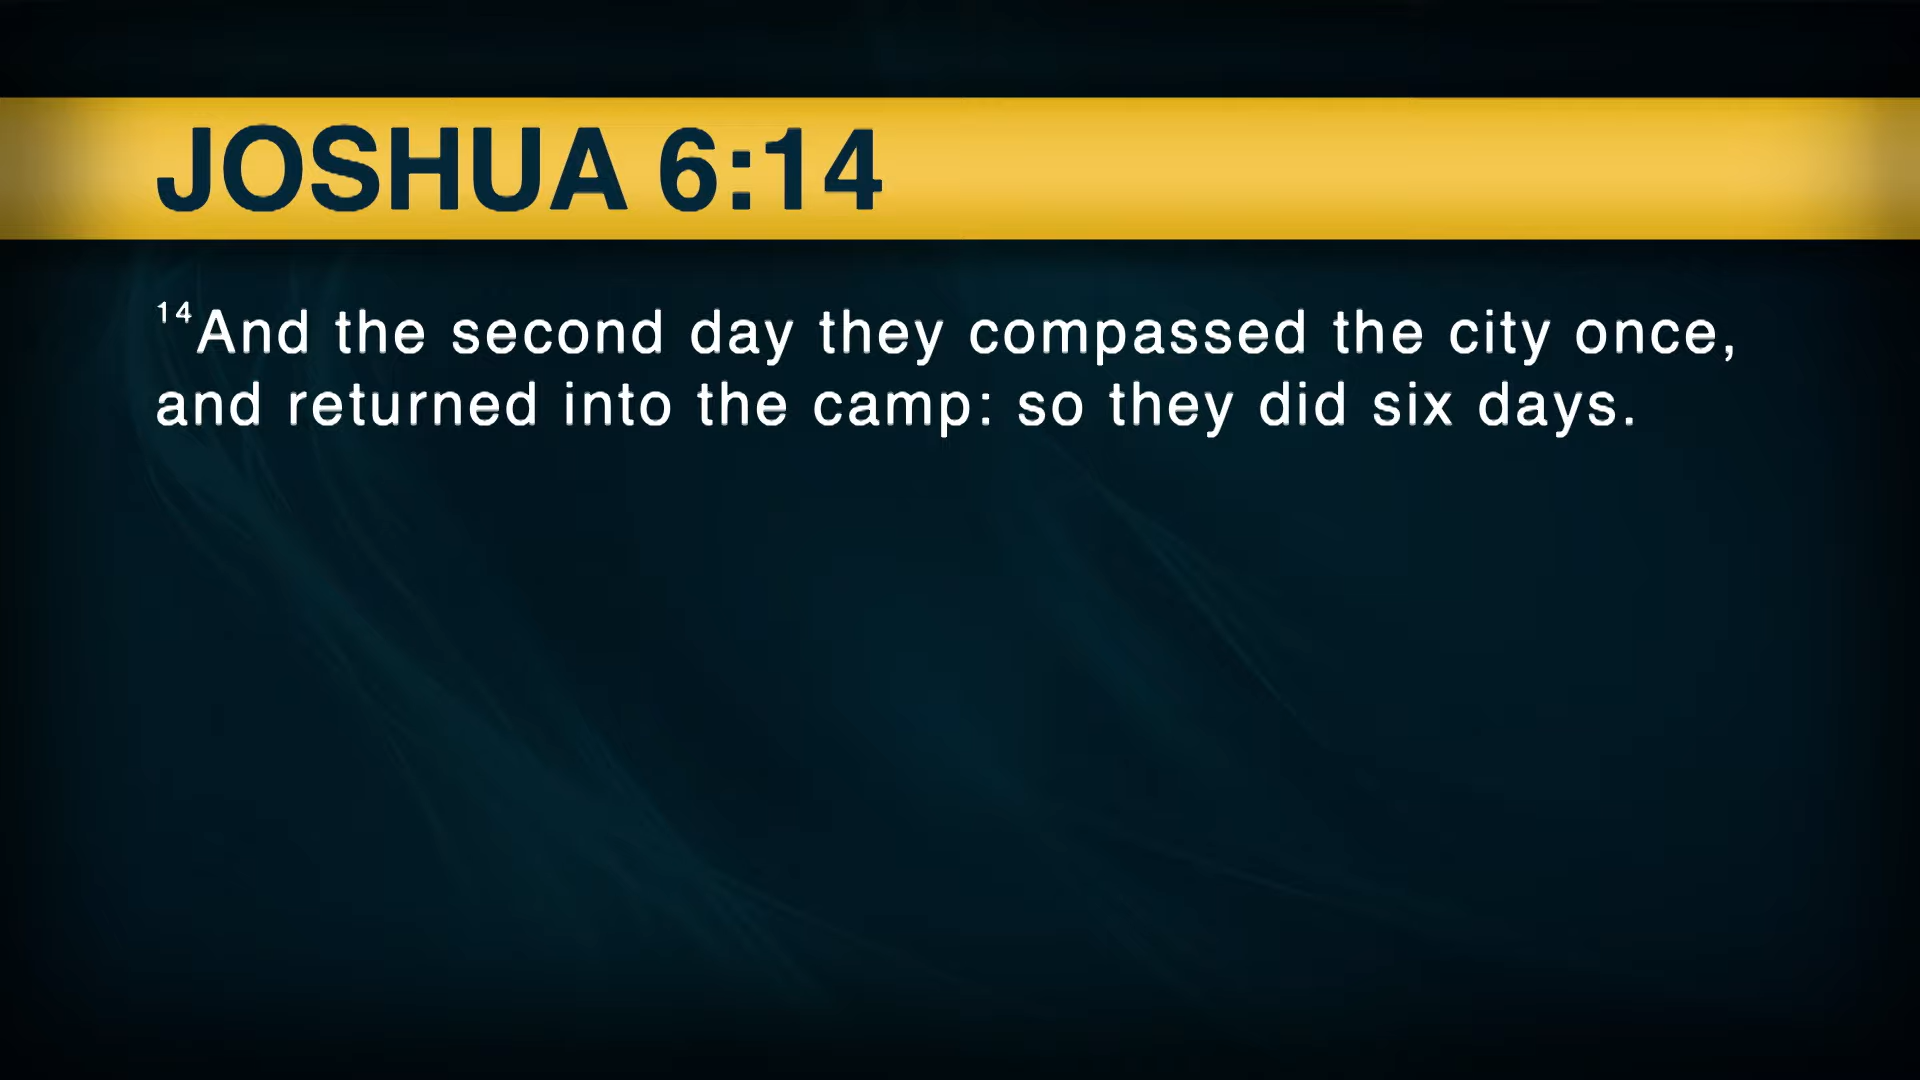 JOSHUA 6:14
14And the second day they compassed the city once,
and returned into the camp: so they did six days.